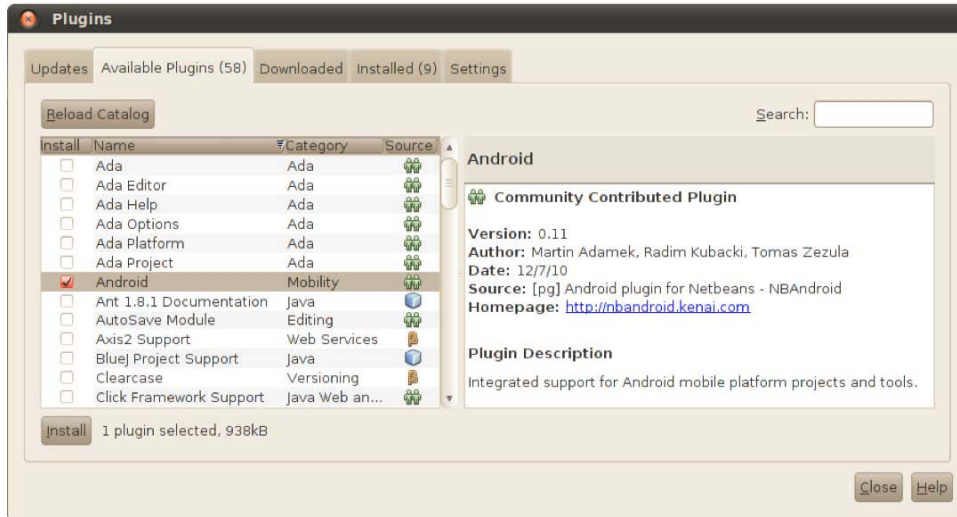 Plugins
Updates Available Plugins (58) Downloaded Installed (9) Settings
Reload Catalog
Search:
Install Name Category Source
Ada Ada
Ada Editor Ada
Ada Help Ada
Ada Options Ada
Ada Platform Ada
Ada Project Ada
Android Mobility
Ant 1.8.1 Documentation Java
AutoSave Module Editing
Axis2 Support Web Services
BlueJ Project Support Java
Clearcase Versioning
Click Framework Support Java Web an...
Android
Community Contributed Plugin
Version: 0.11
Author: Martin Adamek, Radim Kubacki, Tomas Zezula
Date: 12/7/10
Source: [pg] Android plugin for Netbeans - NBAndroid
Homepage: http://nbandroid.kenai.com
Plugin Description
Integrated support for Android mobile platform projects and tools.
Install 1 plugin selected, 938kB
Close Help